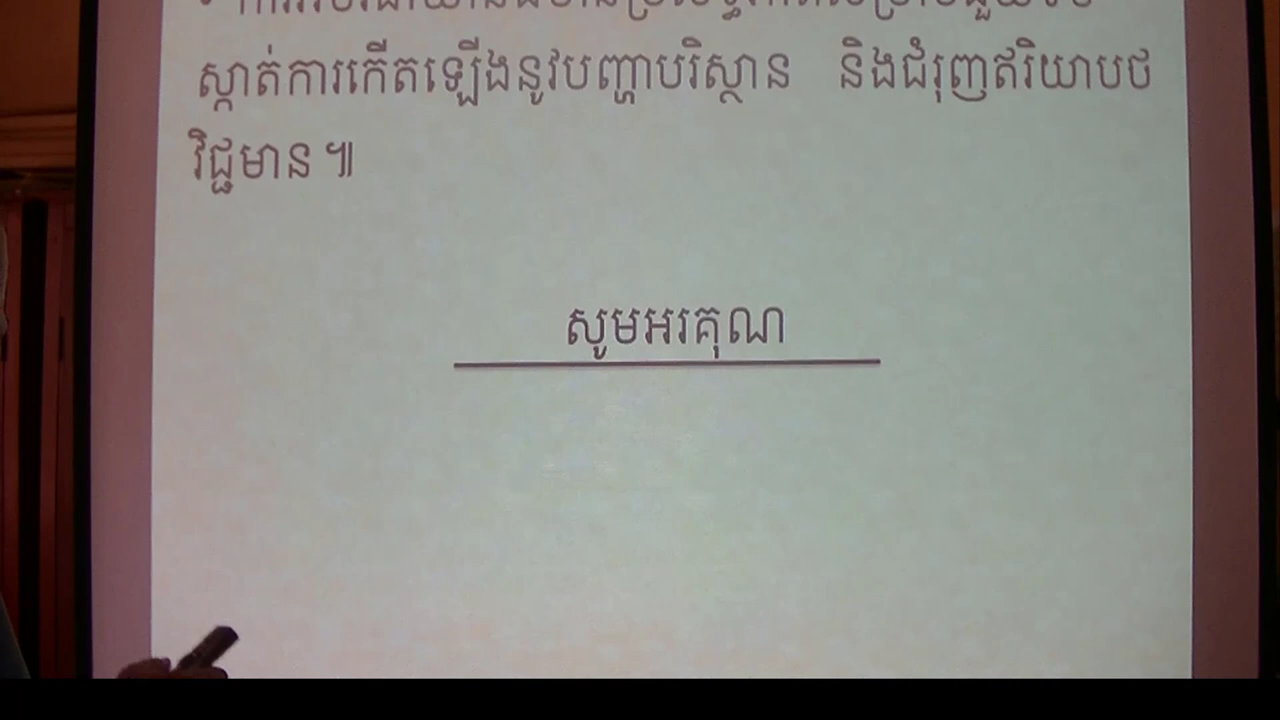 ស្កាត់ការកើតឡើងនូវបញ្ហាបរិស្ថាន និងជំរុញឥរិយាបថ
វិជ្ជមាន ៕
សូមអរគុណ